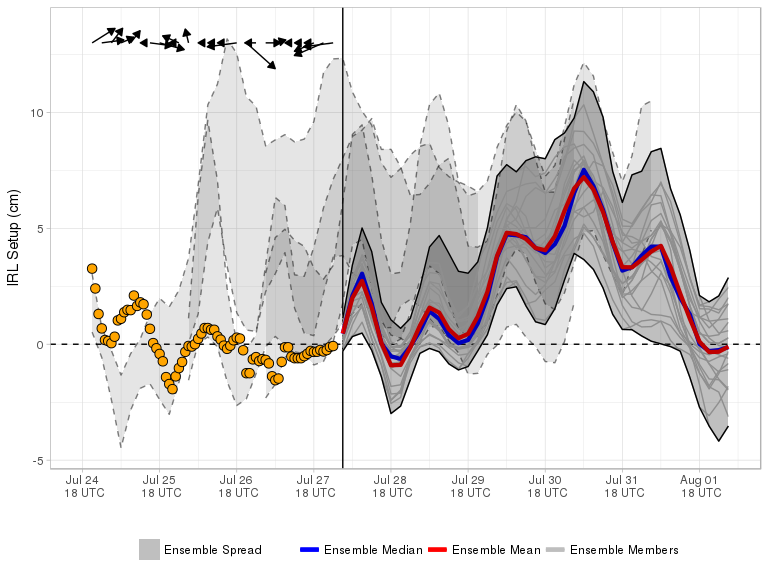 IRL Setup (cm)
10
5
0
-5
Jul 24 Jul 25 Jul 26 Jul 27 Jul 28 Jul 29 Jul 30 Jul 31 Aug 01
18 UTC 18 UTC 18 UTC 18 UTC 18 UTC 18 UTC 18 UTC 18 UTC 18 UTC
Ensemble Spread Ensemble Median Ensemble Mean Ensemble Members